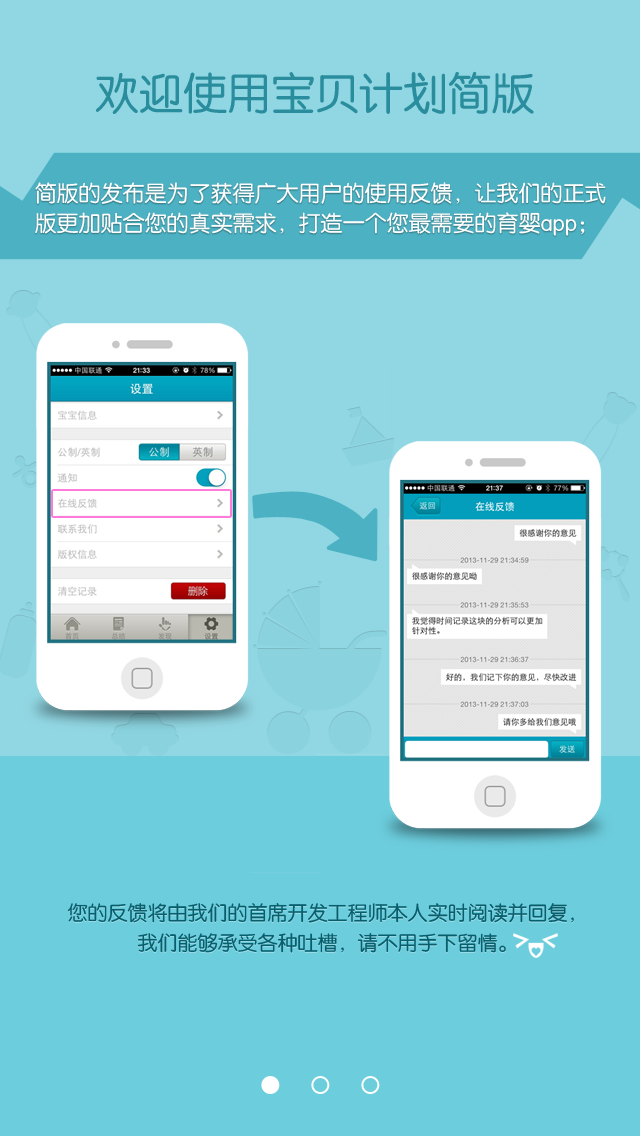 欢迎使用宝贝计划简版
简版的发布是为了获得广大用户的使用反馈，让我们的正式
版更加贴合您的真实需求，打造一个您最需要的育婴app；
中国联通 21:33 78%
设置
宝宝信息
公制/英制 公制 英制
通知
在线反馈
联系我们
版权信息
清空记录 删除
首页 总结 发现 设置
中国联通 21:37 77%
返回 在线反馈
很感谢你的意见
2013-11-29 21:34:59
很感谢你的意见呦
2013-11-29 21:35:53
我觉得时间记录这块的分析可以更加
针对性。
2013-11-29 21:36:37
好的，我们记下你的意见，尽快改进
2013-11-29 21:37:03
请你多给我们意见哦
发送
您的反馈将由我们的首席开发工程师本人实时阅读并回复，
我们能够承受各种吐槽，请不用手下留情。